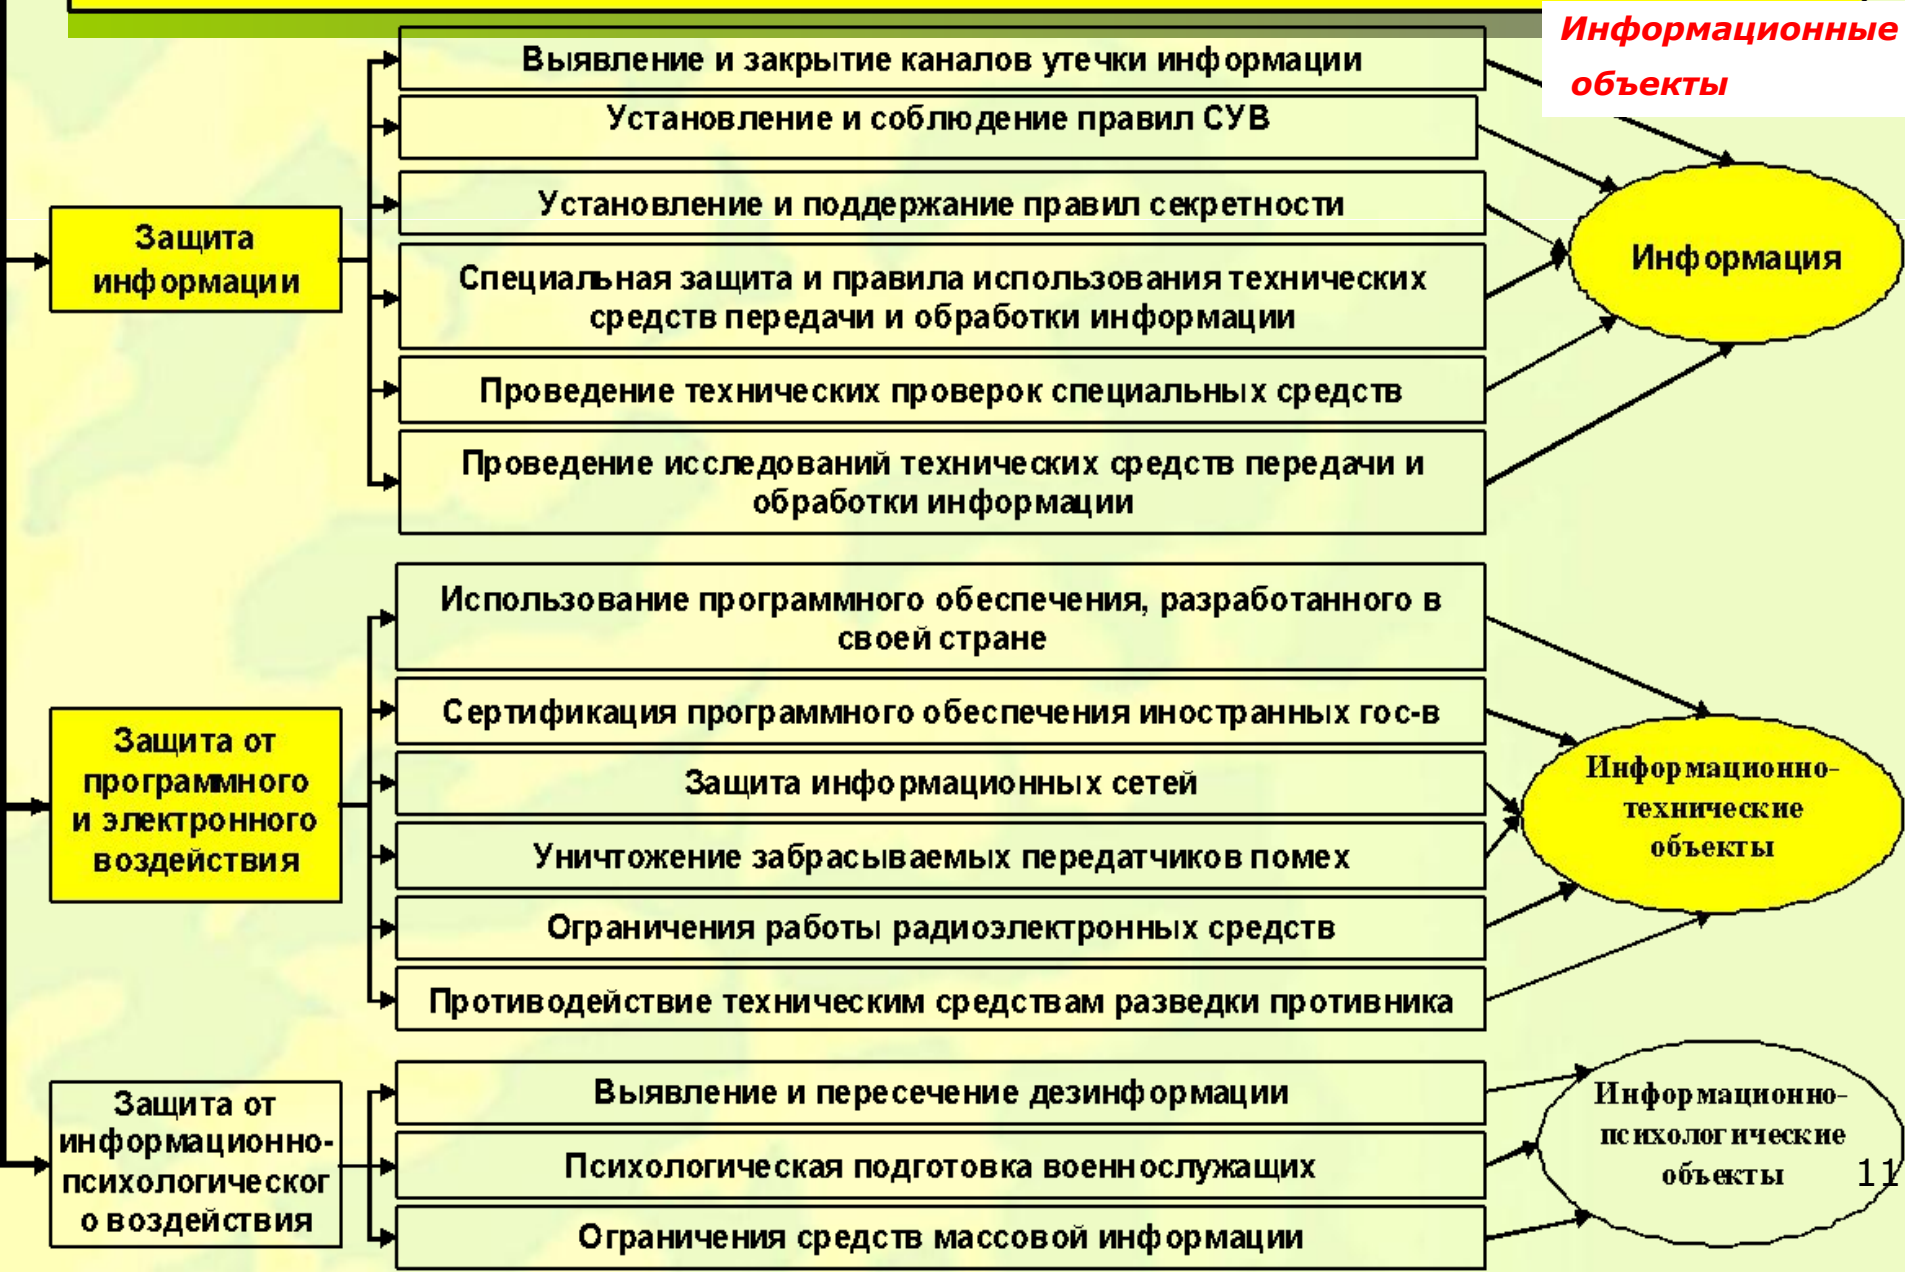 Информационные
объекты
Защита
информации
Выявление и закрытие каналов утечки информации
Установление и соблюдение правил СУВ
Установление и поддержание правил секретности
Специальная защита и правила использования технических
средств передачи и обработки информации
Проведение технических проверок специальных средств
Проведение исследований технических средств передачи и
обработки информации
Информация
Защита от
программного
и электронного
воздействия
Использование программного обеспечения, разработанного в
своей стране
Сертификация программного обеспечения иностранных гос-в
Защита информационных сетей
Уничтожение забрасываемых передатчиков помех
Ограничения работы радиоэлектронных средств
Противодействие техническим средствам разведки противника
Информационно-
технические
объекты
Защита от
информационно-
психологическог
о воздействия
Выявление и пересечение дезинформации
Психологическая подготовка военнослужащих
Ограничения средств массовой информации
Информационно-
психологические
объекты
11